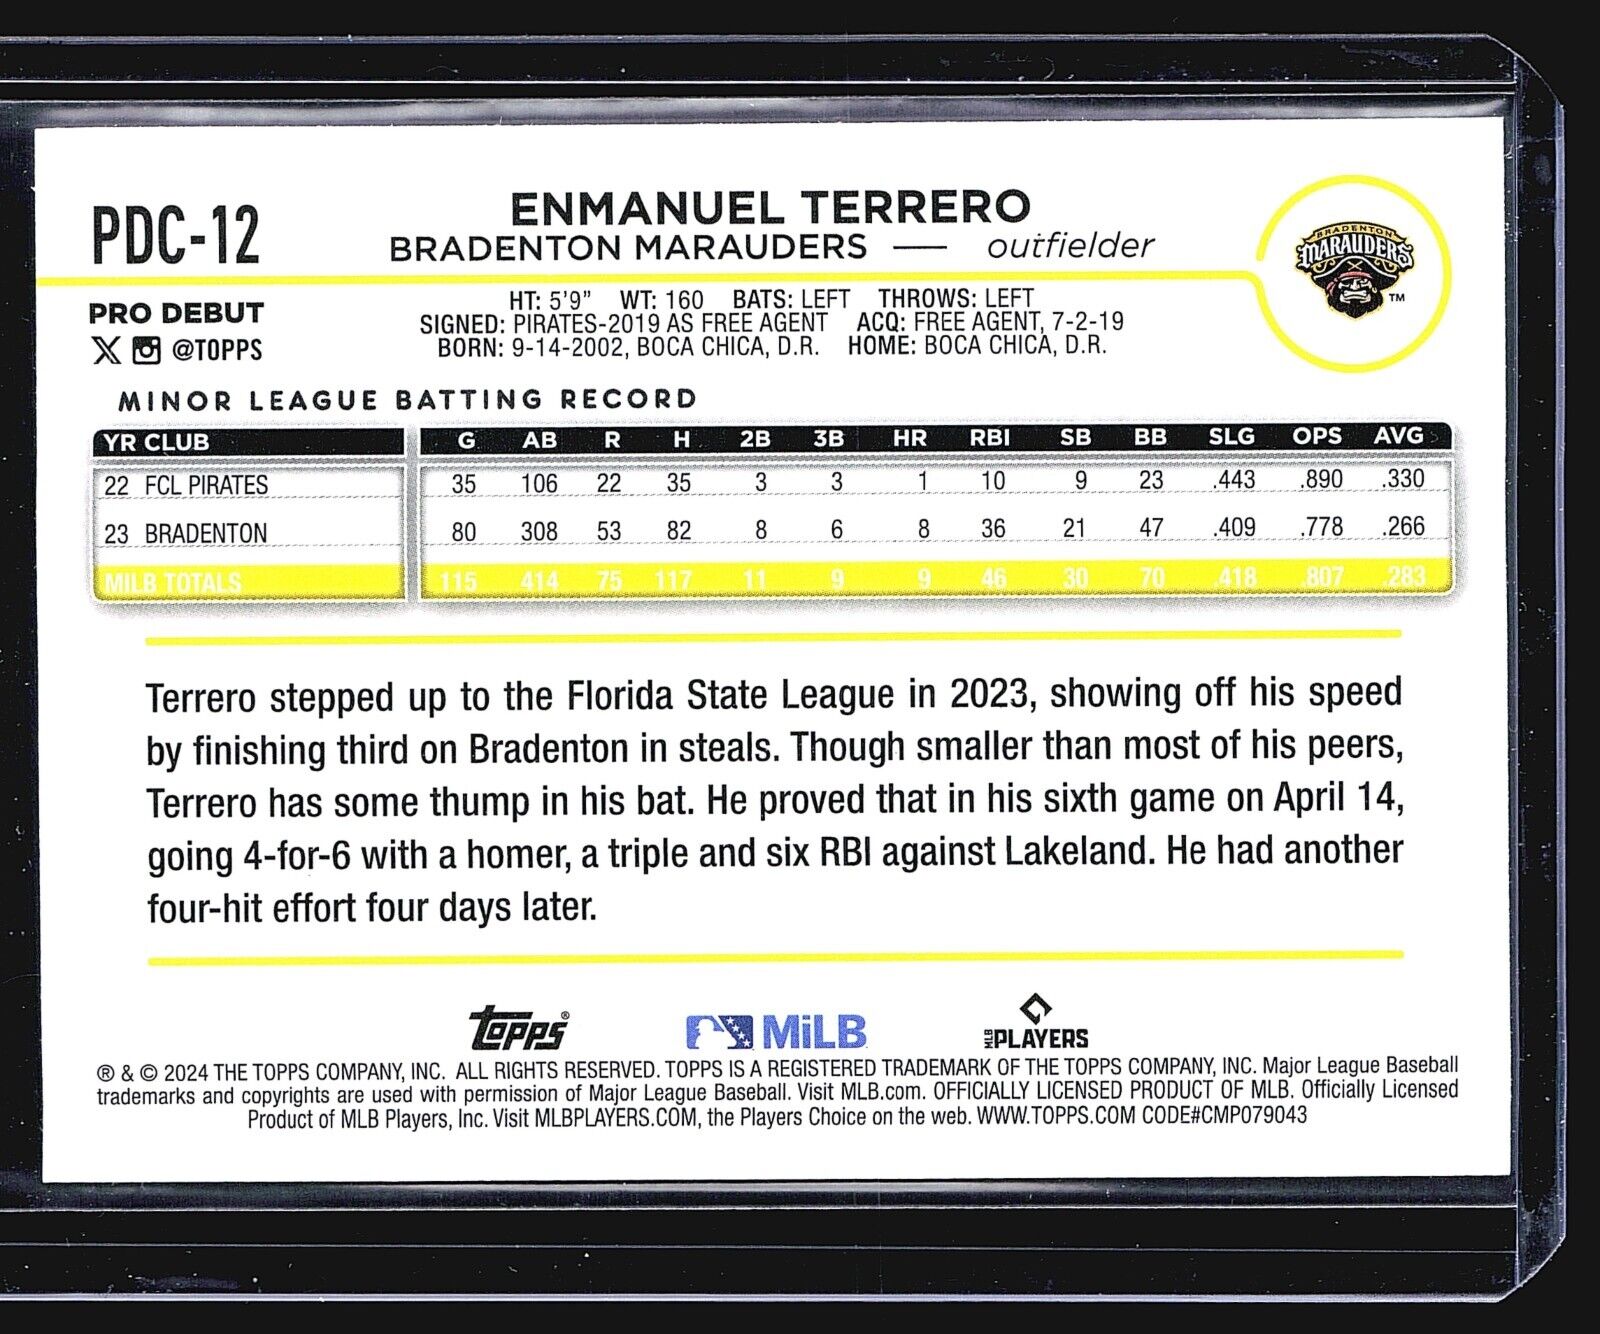 PDC-12
ENMANUEL TERRERO
BRADENTON MARAUDERS — outfielder
BRADENTON
MARAUDERS
TM
PRO DEBUT
X @TOPPS
HT: 5'9" WT: 160 BATS: LEFT THROWS: LEFT
SIGNED: PIRATES-2019 AS FREE AGENT ACQ: FREE AGENT, 7-2-19
BORN: 9-14-2002, BOCA CHICA, D.R. HOME: BOCA CHICA, D.R.
MINOR LEAGUE BATTING RECORD
YR CLUB G AB R H 2B 3B HR RBI SB BB SLG OPS AVG
22 FCL PIRATES 35 106 22 35 3 3 1 10 9 23 .443 .890 .330
23 BRADENTON 80 308 53 82 8 6 8 36 21 47 .409 .778 .266
MILB TOTALS 115 414 75 117 11 9 9 46 30 70 .418 .807 .283
Terrero stepped up to the Florida State League in 2023, showing off his speed
by finishing third on Bradenton in steals. Though smaller than most of his peers,
Terrero has some thump in his bat. He proved that in his sixth game on April 14,
going 4-for-6 with a homer, a triple and six RBI against Lakeland. He had another
four-hit effort four days later.
Topps® MiLB MLB PLAYERS
® & © 2024 THE TOPPS COMPANY, INC. ALL RIGHTS RESERVED. TOPPS IS A REGISTERED TRADEMARK OF THE TOPPS COMPANY, INC. Major League Baseball
trademarks and copyrights are used with permission of Major League Baseball. Visit MLB.com. OFFICIALLY LICENSED PRODUCT OF MLB. Officially Licensed
Product of MLB Players, Inc. Visit MLBPLAYERS.COM, the Players Choice on the web. WWW.TOPPS.COM CODE#CMP079043